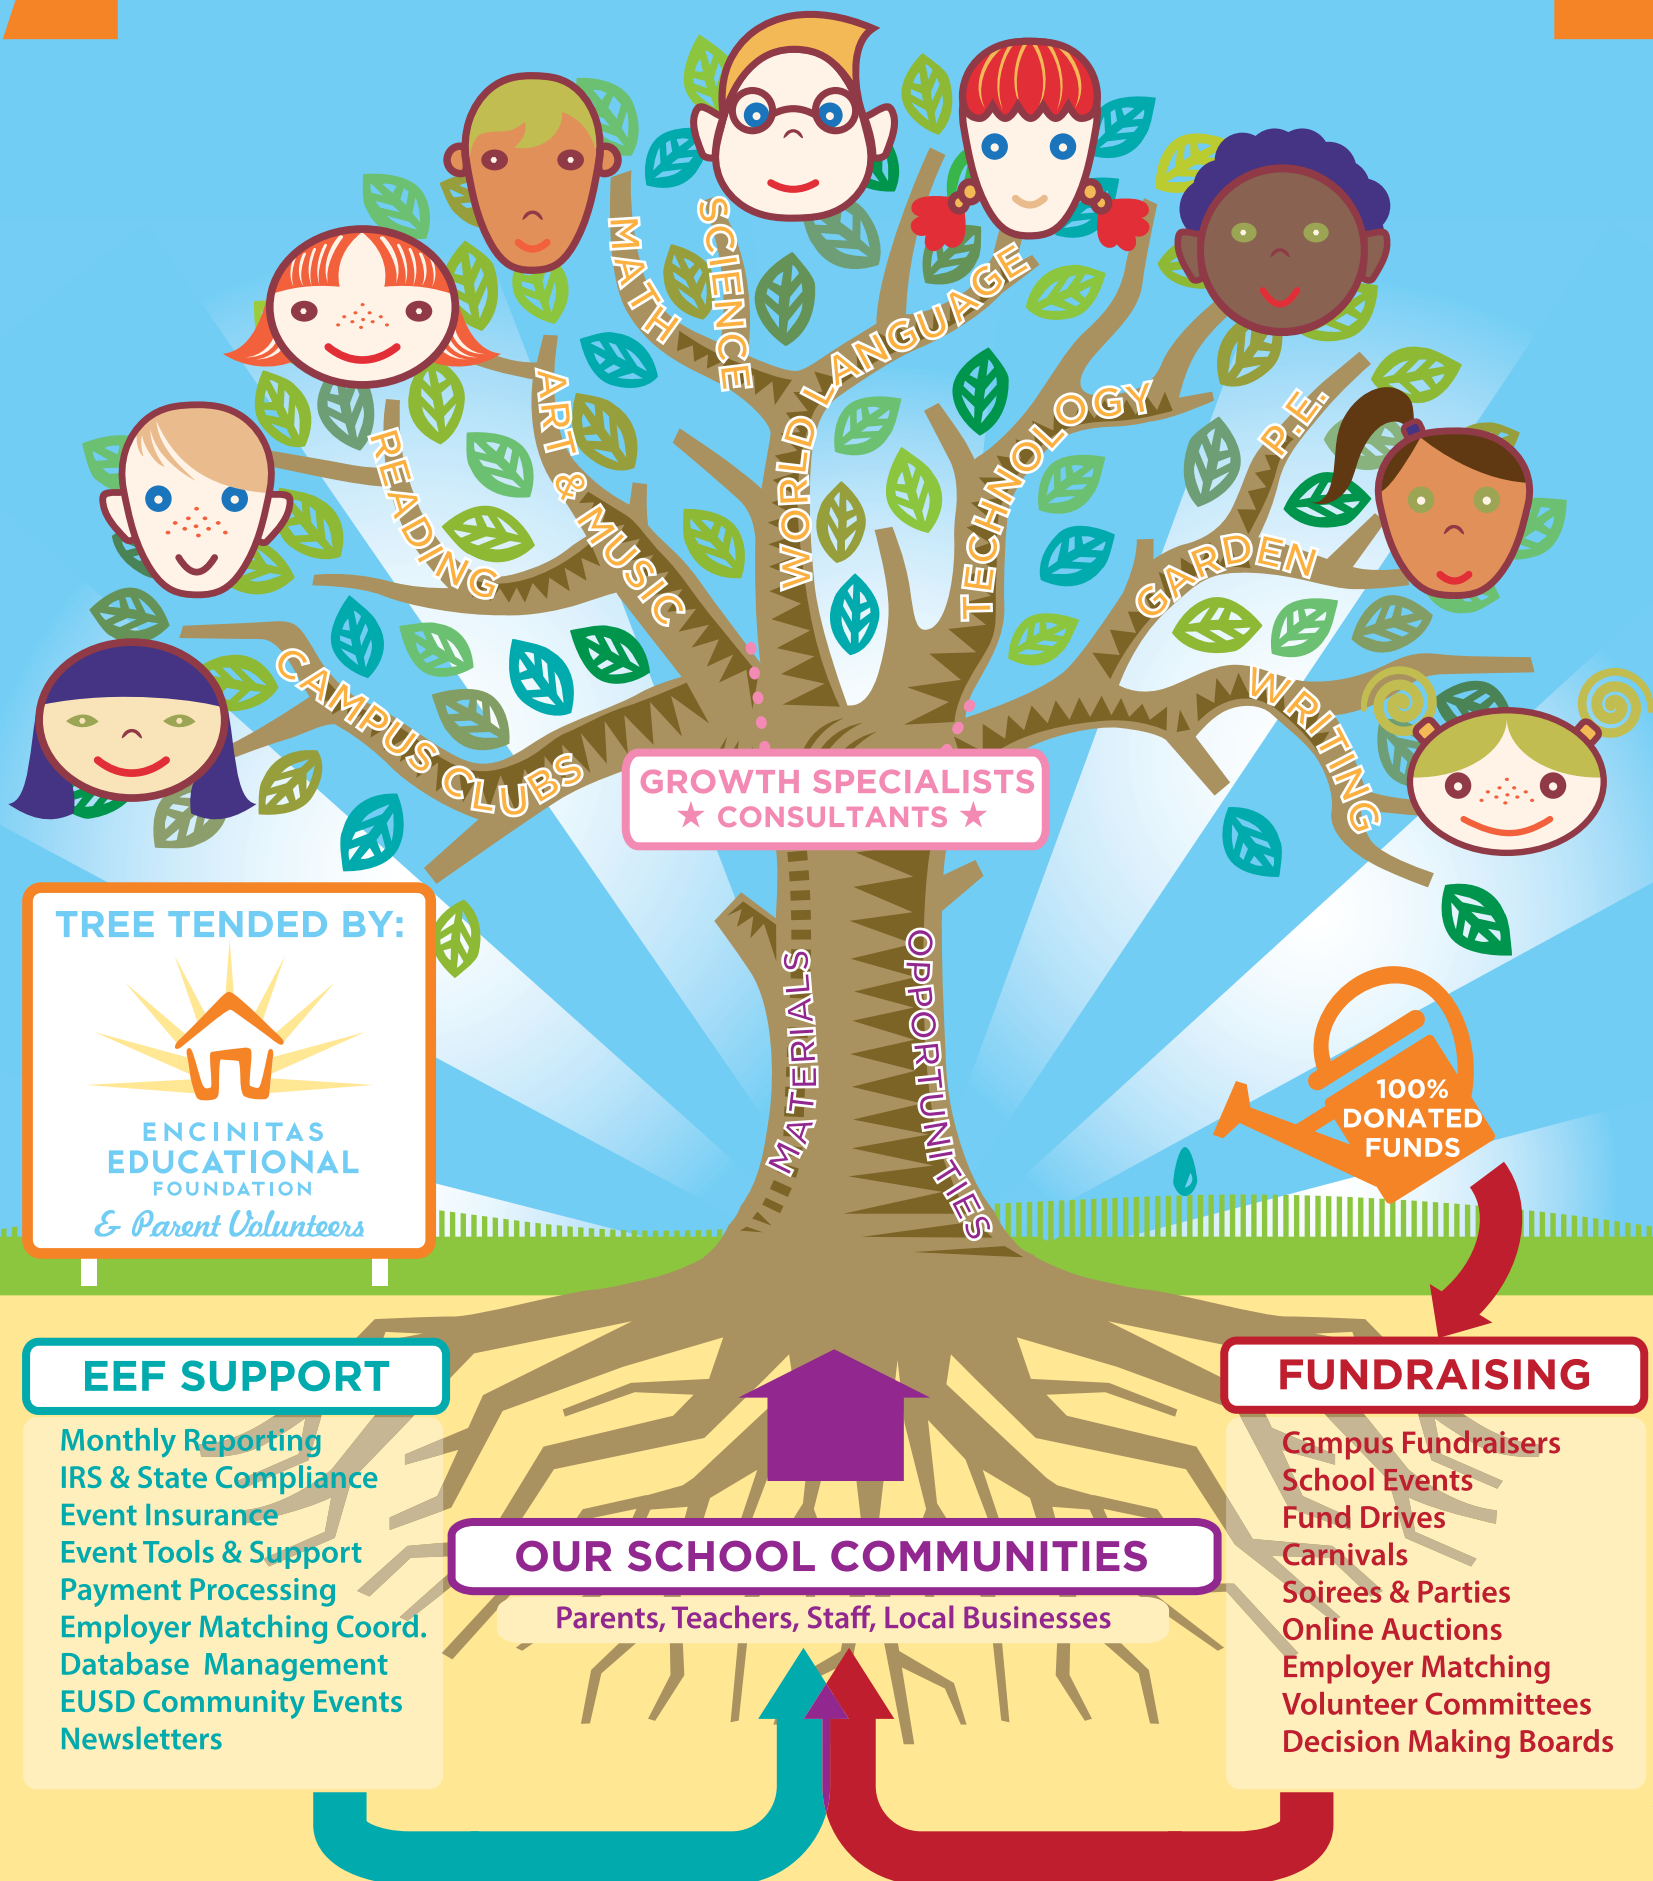 MATH
SCIENCE
WORLD LANGUAGE
ART & MUSIC
READING
TECHNOLOGY
P.E.
GARDEN
CAMPUS CLUBS
WRITING
GROWTH SPECIALISTS
★ CONSULTANTS ★
MATERIALS
OPPORTUNITIES
TREE TENDED BY:
ENCINITAS
EDUCATIONAL
FOUNDATION
& Parent Volunteers
100%
DONATED
FUNDS
EEF SUPPORT
Monthly Reporting
IRS & State Compliance
Event Insurance
Event Tools & Support
Payment Processing
Employer Matching Coord.
Database  Management
EUSD Community Events
Newsletters
OUR SCHOOL COMMUNITIES
Parents, Teachers, Staff, Local Businesses
FUNDRAISING
Campus Fundraisers
School Events
Fund Drives
Carnivals
Soirees & Parties
Online Auctions
Employer Matching
Volunteer Committees
Decision Making Boards